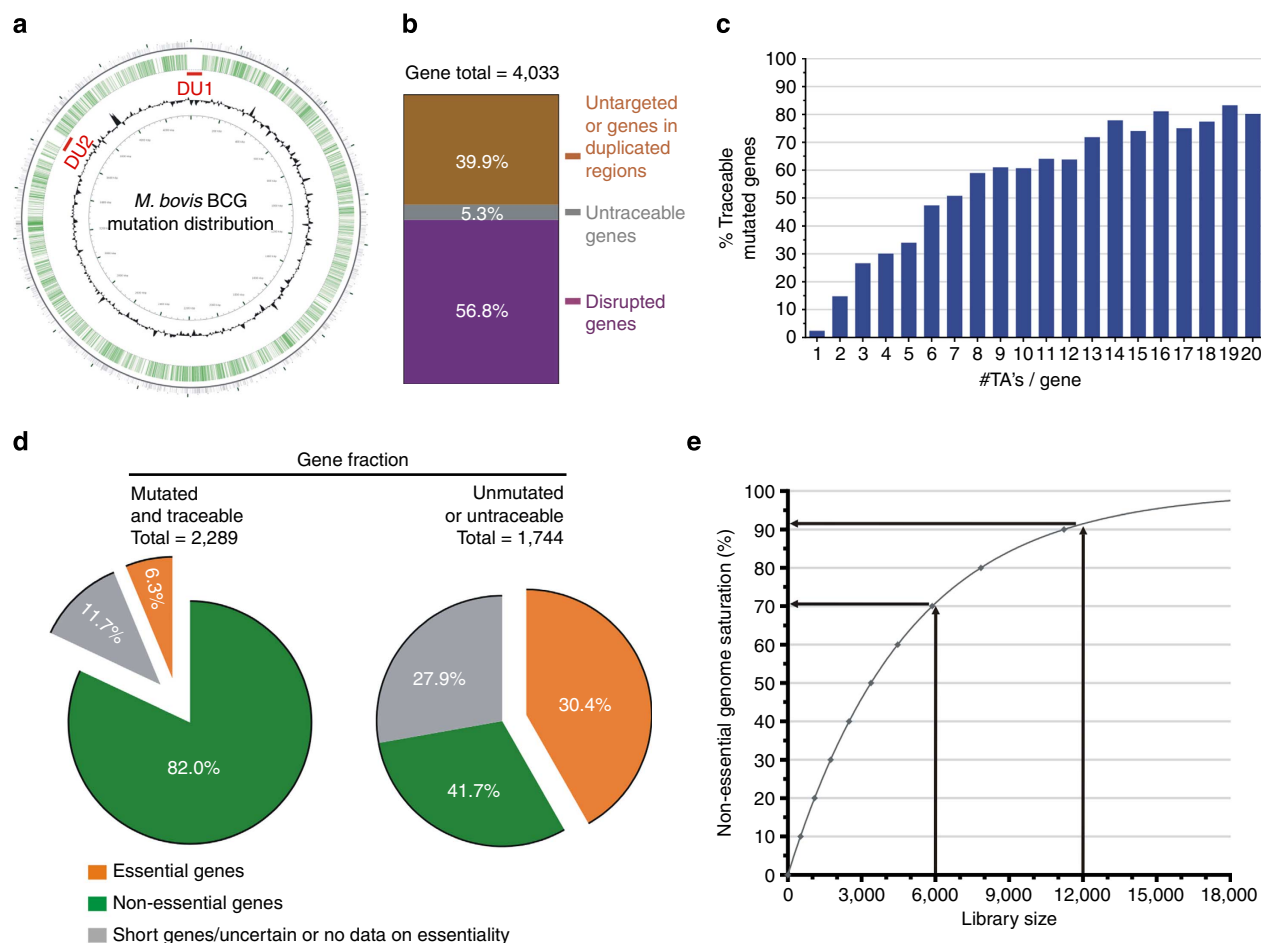 a
DU1
DU2
M. bovis BCG
mutation distribution
b
Gene total = 4,033
39.9%
5.3%
56.8%
Untargeted
or genes in
duplicated
regions
Untraceable
genes
Disrupted
genes
c
% Traceable
mutated genes
100
90
80
70
60
50
40
30
20
10
0
1 2 3 4 5 6 7 8 9 10 11 12 13 14 15 16 17 18 19 20
#TA's / gene
d
Gene fraction
Mutated
and traceable
Total = 2,289
6.3%
11.7%
82.0%
Unmutated
or untraceable
Total = 1,744
27.9%
30.4%
41.7%
Essential genes
Non-essential genes
Short genes/uncertain or no data on essentiality
e
Non-essential genome saturation (%)
100
90
80
70
60
50
40
30
20
10
0
0 3,000 6,000 9,000 12,000 15,000 18,000
Library size